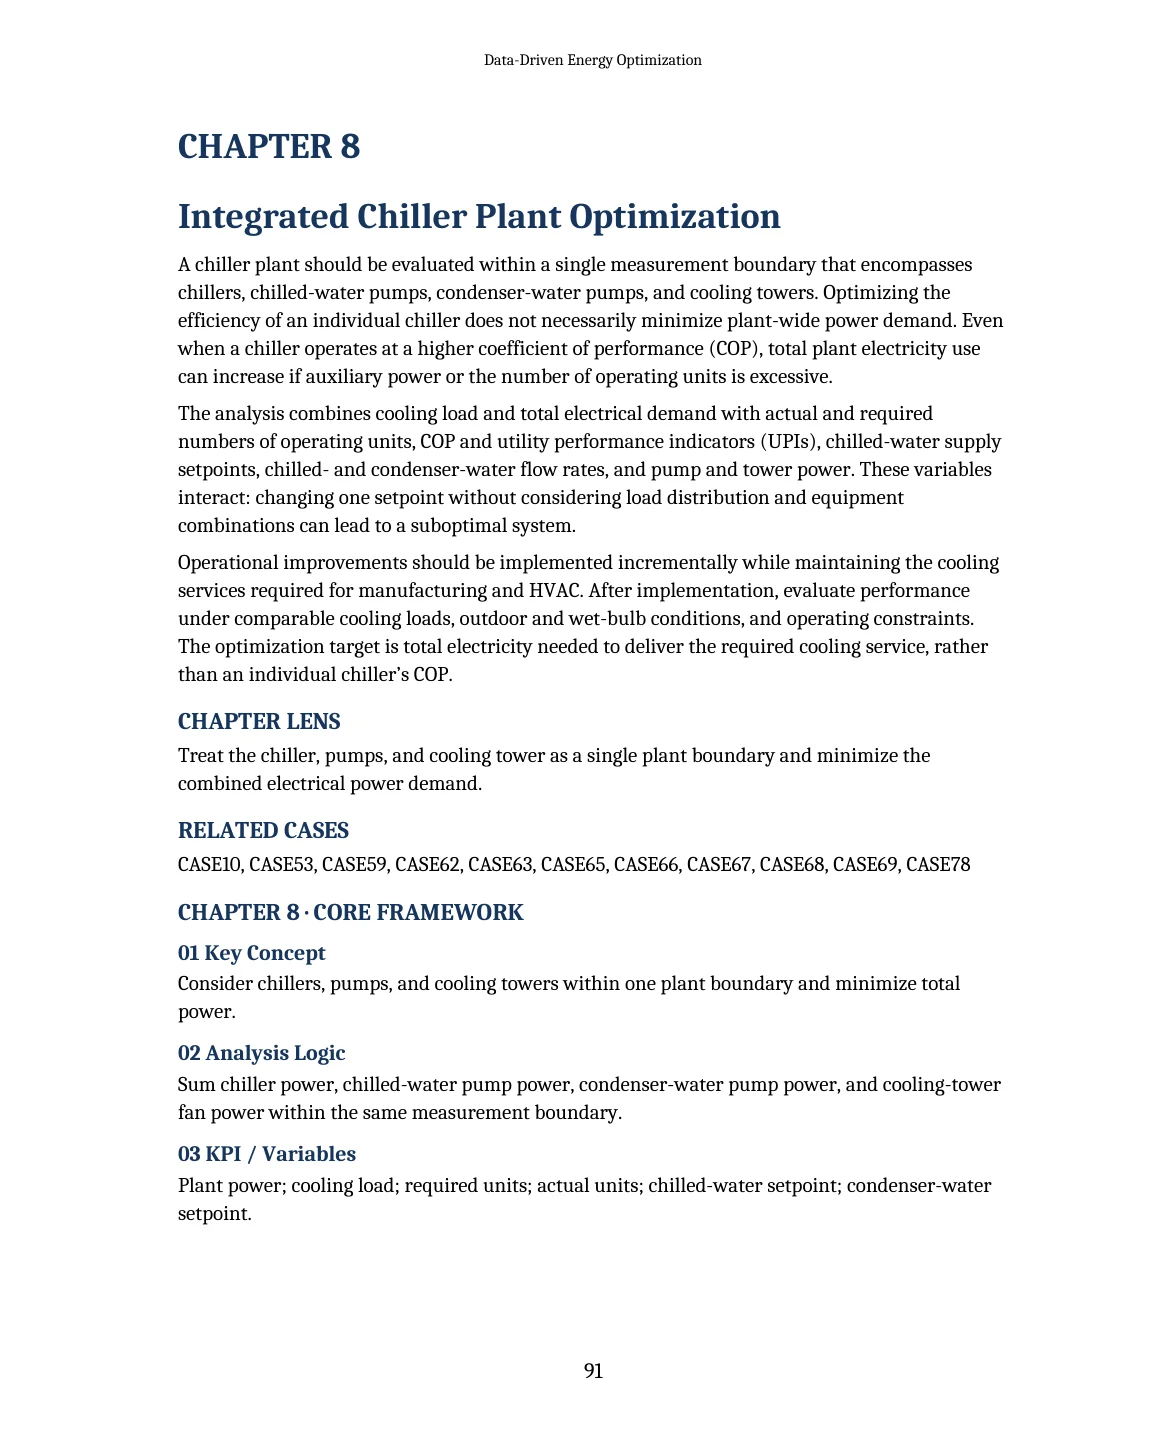 Data-Driven Energy Optimization
CHAPTER 8
Integrated Chiller Plant Optimization
A chiller plant should be evaluated within a single measurement boundary that encompasses
chillers, chilled-water pumps, condenser-water pumps, and cooling towers. Optimizing the
efficiency of an individual chiller does not necessarily minimize plant-wide power demand. Even
when a chiller operates at a higher coefficient of performance (COP), total plant electricity use
can increase if auxiliary power or the number of operating units is excessive.
The analysis combines cooling load and total electrical demand with actual and required
numbers of operating units, COP and utility performance indicators (UPIs), chilled-water supply
setpoints, chilled- and condenser-water flow rates, and pump and tower power. These variables
interact: changing one setpoint without considering load distribution and equipment
combinations can lead to a suboptimal system.
Operational improvements should be implemented incrementally while maintaining the cooling
services required for manufacturing and HVAC. After implementation, evaluate performance
under comparable cooling loads, outdoor and wet-bulb conditions, and operating constraints.
The optimization target is total electricity needed to deliver the required cooling service, rather
than an individual chiller’s COP.
CHAPTER LENS
Treat the chiller, pumps, and cooling tower as a single plant boundary and minimize the
combined electrical power demand.
RELATED CASES
CASE10, CASE53, CASE59, CASE62, CASE63, CASE65, CASE66, CASE67, CASE68, CASE69, CASE78
CHAPTER 8 · CORE FRAMEWORK
01 Key Concept
Consider chillers, pumps, and cooling towers within one plant boundary and minimize total
power.
02 Analysis Logic
Sum chiller power, chilled-water pump power, condenser-water pump power, and cooling-tower
fan power within the same measurement boundary.
03 KPI / Variables
Plant power; cooling load; required units; actual units; chilled-water setpoint; condenser-water
setpoint.
91